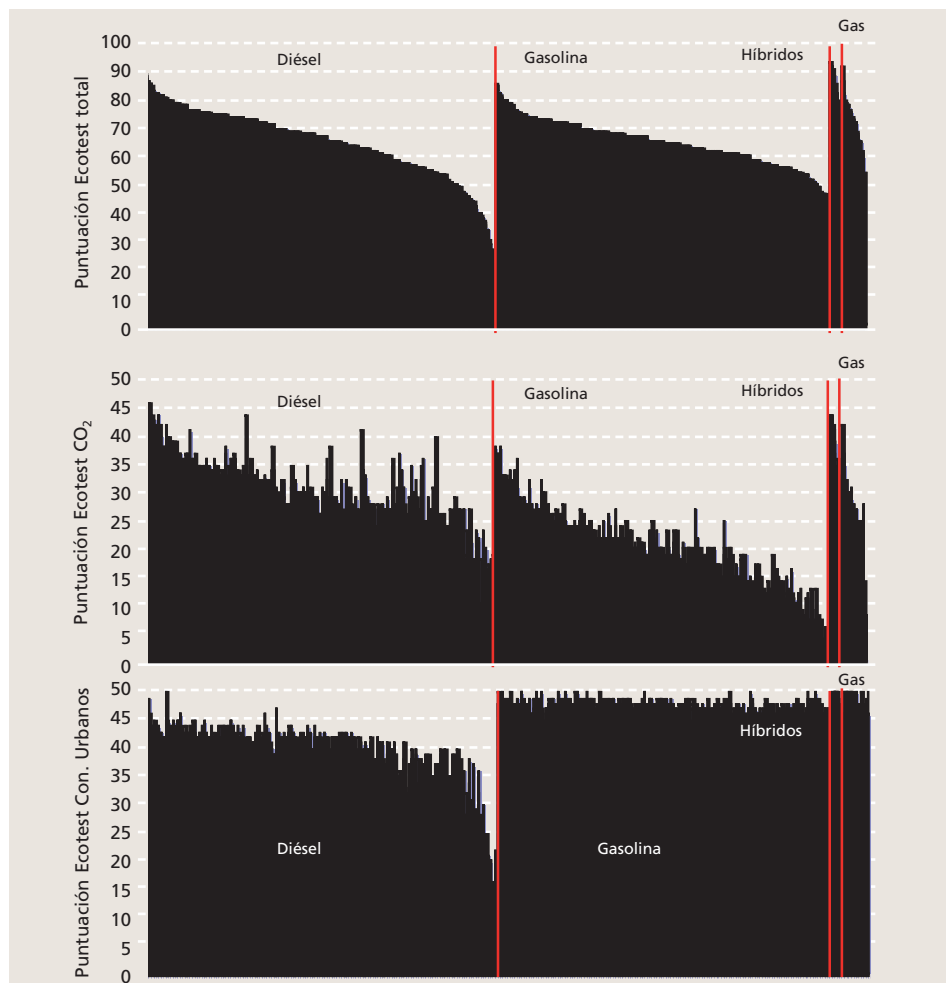 Gas
Diésel
Gasolina
Híbridos
Puntuación Ecotest total
100
90
80
70
60
50
40
30
20
10
0
Gas
Diésel
Gasolina
Híbridos
Puntuación Ecotest CO2
50
45
40
35
30
25
20
15
10
5
0
Gas
Híbridos
Diésel
Gasolina
Puntuación Ecotest Con. Urbanos
50
45
40
35
30
25
20
15
10
5
0